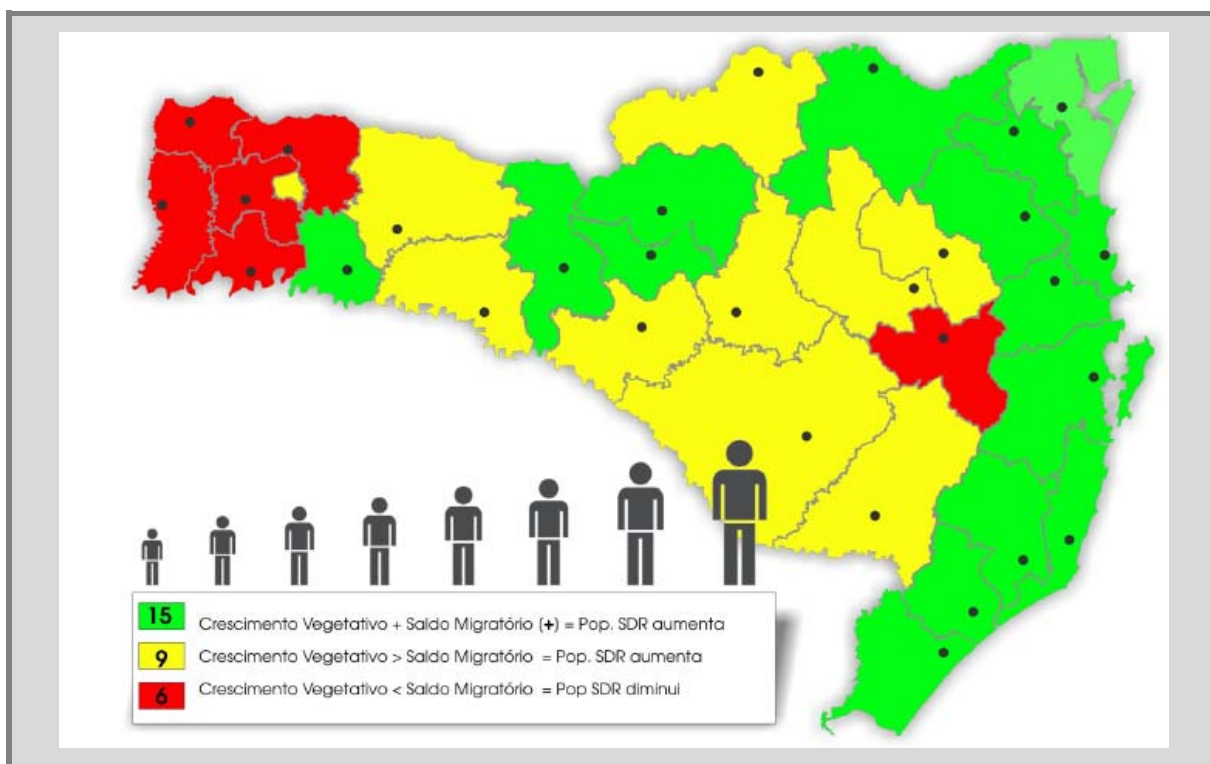 15 Crescimento Vegetativo + Saldo Migratório (+) = Pop. SDR aumenta
9 Crescimento Vegetativo > Saldo Migratório = Pop. SDR aumenta
6 Crescimento Vegetativo < Saldo Migratório = Pop SDR diminui